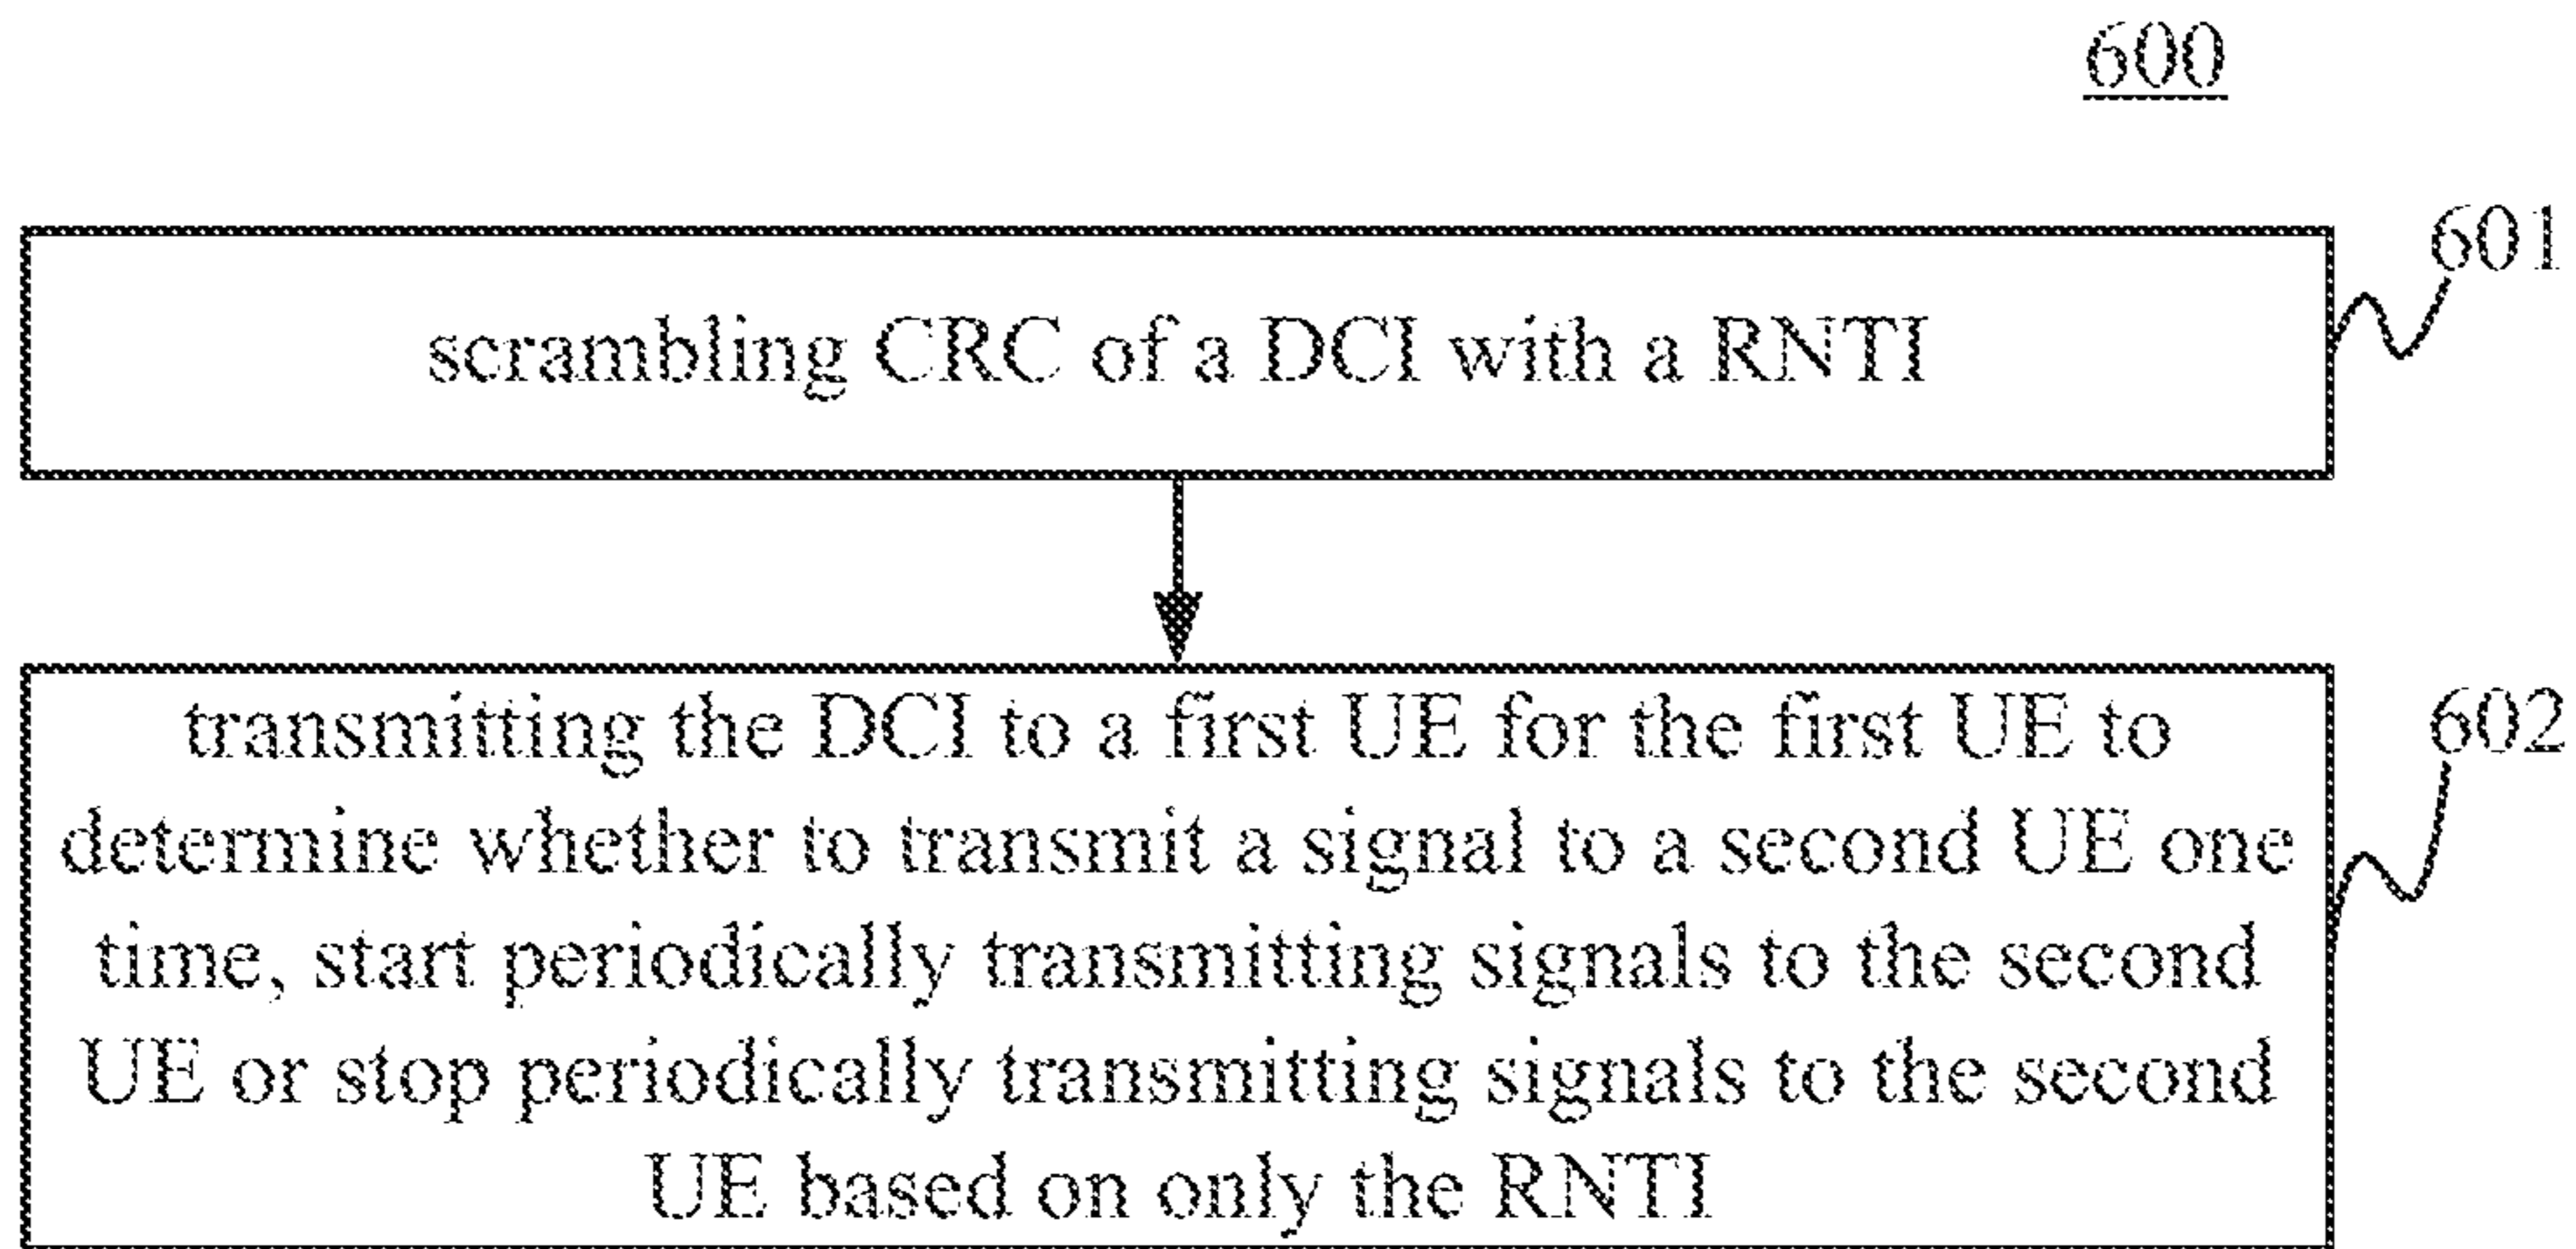 600
601
scrambling CRC of a DCI with a RNTI
602
transmitting the DCI to a first UE for the first UE to
determine whether to transmit a signal to a second UE one
time, start periodically transmitting signals to the second
UE or stop periodically transmitting signals to the second
UE based on only the RNTI